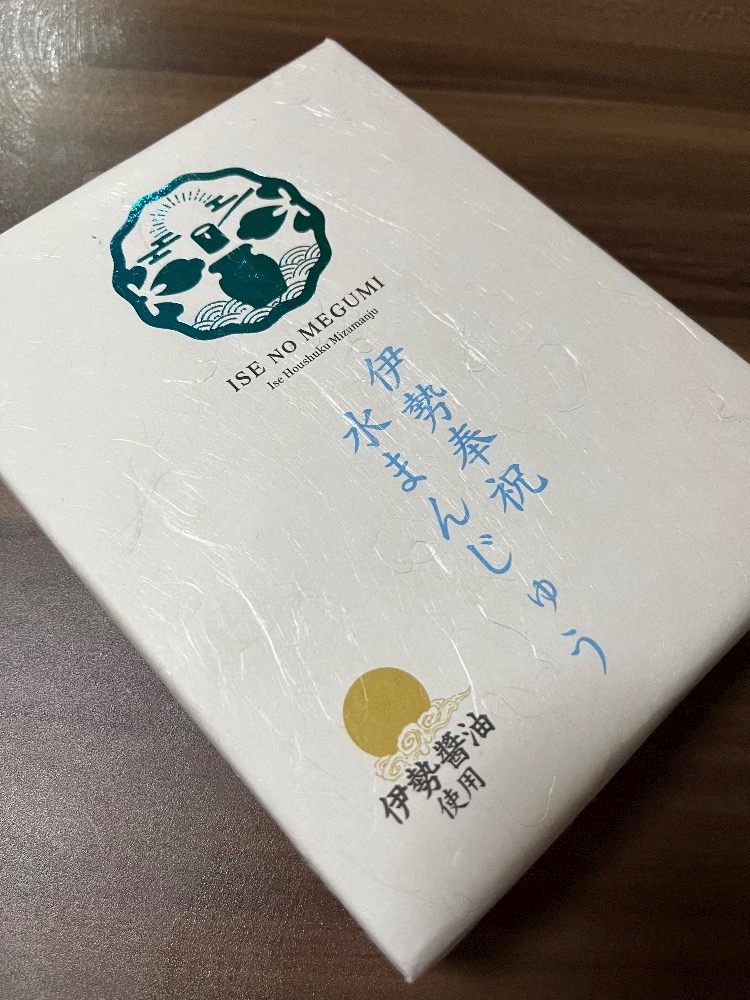 ISE NO MEGUMI
Ise Houshuku Mizumanju
伊勢奉祝
水まんじゅう
伊勢醬油
使用